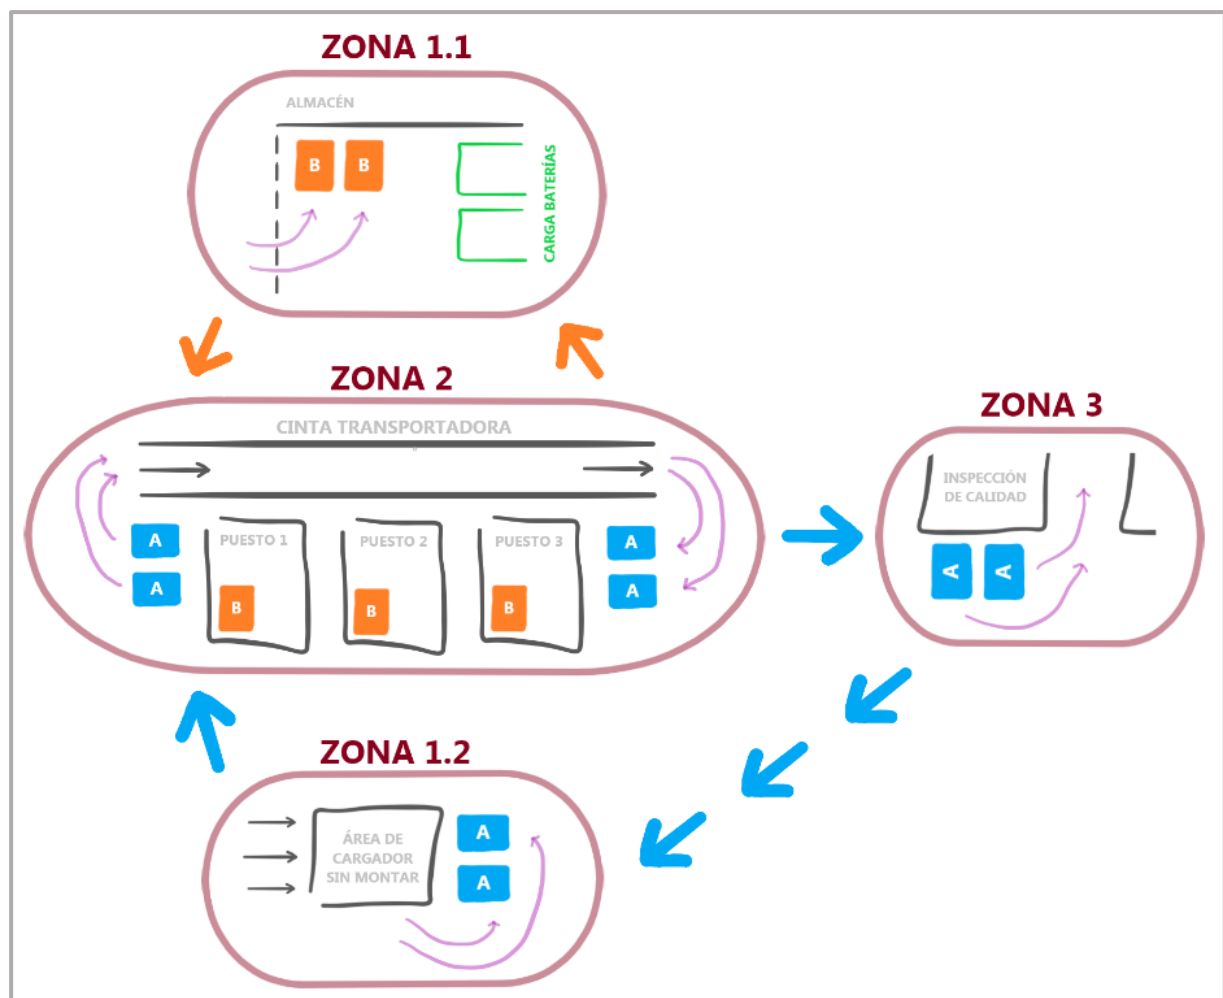 ZONA 1.1
ALMACÉN
B B
CARGA BATERÍAS
ZONA 2
CINTA TRANSPORTADORA
A
A
PUESTO 1
B
PUESTO 2
B
PUESTO 3
B
A
A
ZONA 3
INSPECCIÓN
DE CALIDAD
A A
ZONA 1.2
ÁREA DE
CARGADOR
SIN MONTAR
A
A